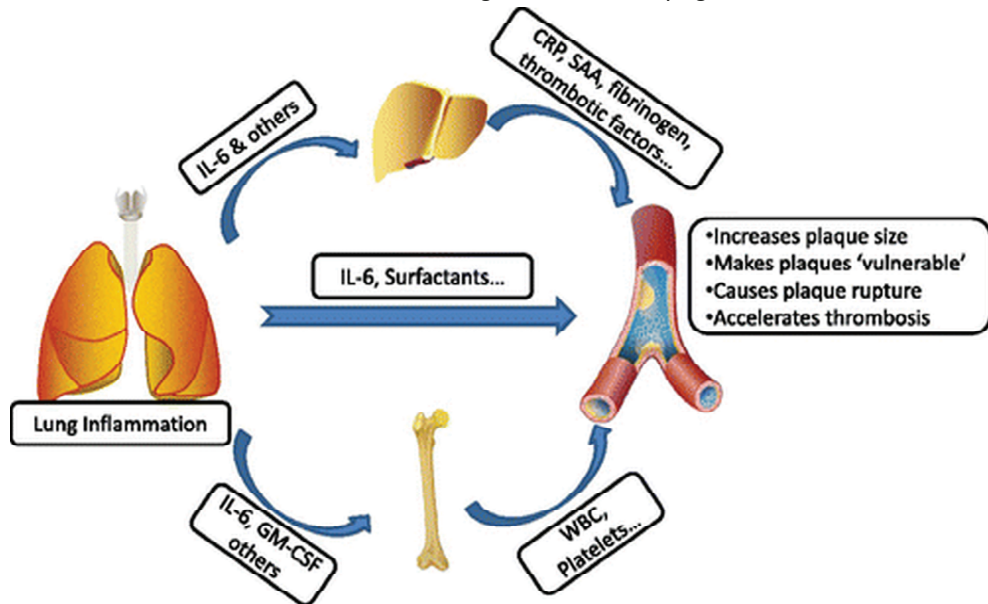 CRP, SAA, fibrinogen,
thrombotic factors...
IL-6 & others
IL-6, Surfactants...
•Increases plaque size
•Makes plaques ‘vulnerable’
•Causes plaque rupture
•Accelerates thrombosis
Lung Inflammation
IL-6, GM-CSF
others
WBC,
Platelets...